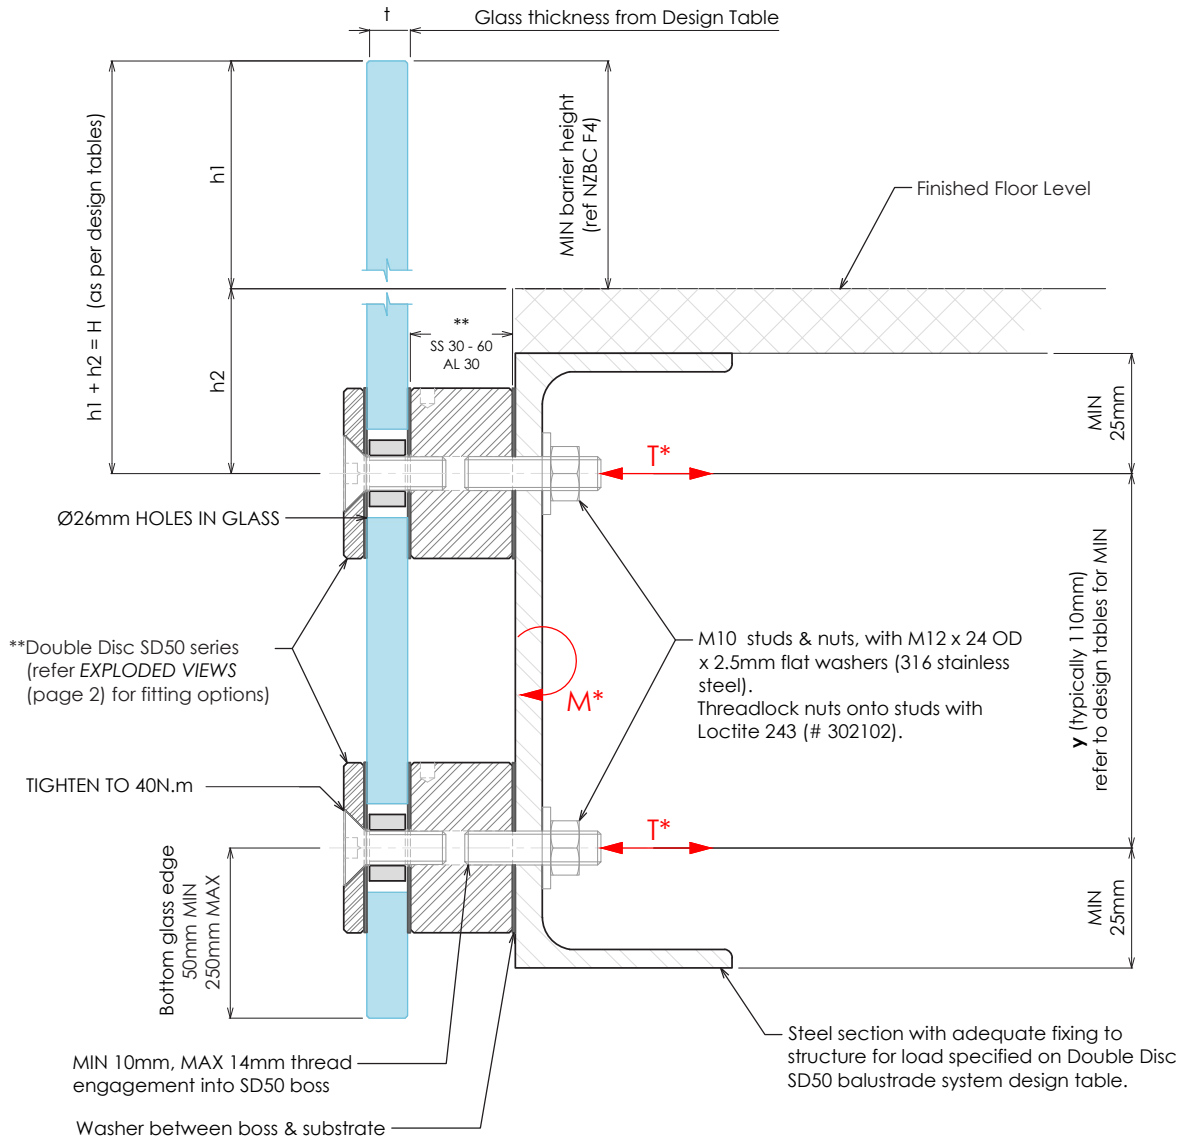 t
Glass thickness from Design Table
h1 + h2 = H (as per design tables)
h1
MIN barrier height
(ref NZBC F4)
Finished Floor Level
h2
**
SS 30 - 60
AL 30
MIN
25mm
T*
Ø26mm HOLES IN GLASS
**Double Disc SD50 series
(refer EXPLODED VIEWS
(page 2) for fitting options)
M*
M10 studs & nuts, with M12 x 24 OD
x 2.5mm flat washers (316 stainless
steel).
Threadlock nuts onto studs with
Loctite 243 (# 302102).
y (typically 110mm)
refer to design tables for MIN
TIGHTEN TO 40N.m
T*
Bottom glass edge
50mm MIN
250mm MAX
MIN
25mm
MIN 10mm, MAX 14mm thread
engagement into SD50 boss
Washer between boss & substrate
Steel section with adequate fixing to
structure for load specified on Double Disc
SD50 balustrade system design table.